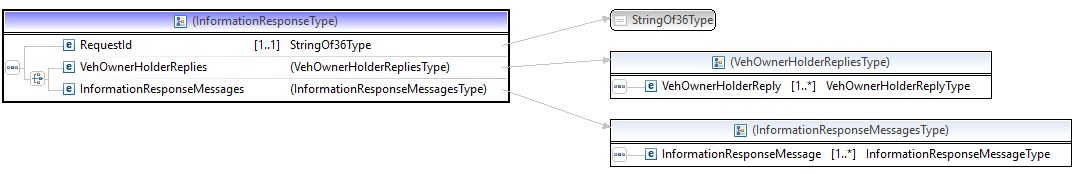 (InformationResponseType)
RequestId [1..1] StringOf36Type
VehOwnerHolderReplies (VehOwnerHolderRepliesType)
InformationResponseMessages (InformationResponseMessagesType)
StringOf36Type
(VehOwnerHolderRepliesType)
VehOwnerHolderReply [1..*] VehOwnerHolderReplyType
(InformationResponseMessagesType)
InformationResponseMessage [1..*] InformationResponseMessageType